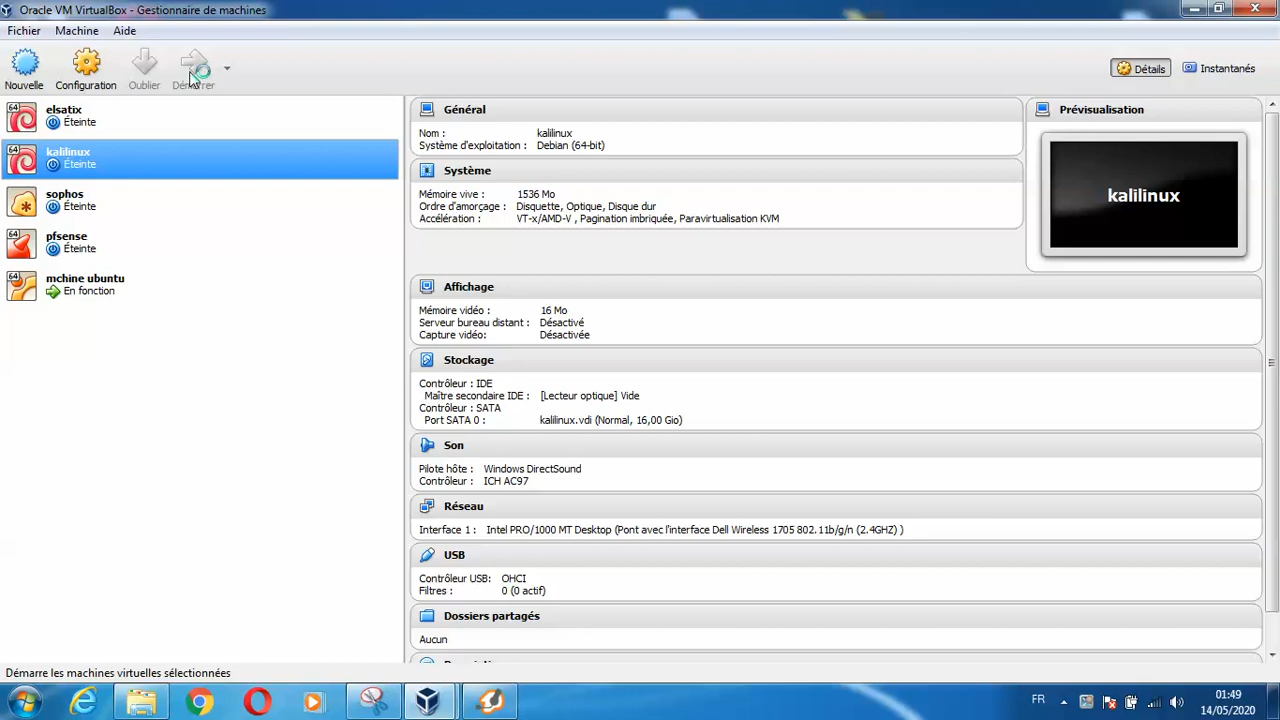 Oracle VM VirtualBox - Gestionnaire de machines
Fichier Machine Aide
Nouvelle Configuration Oublier Démarrer Détails Instantanés
64 elsatix
Éteinte
64 kalilinux
Éteinte
sophos
Éteinte
64 pfsense
Éteinte
64 mchine ubuntu
En fonction
Général
Nom : kalilinux
Système d'exploitation : Debian (64-bit)
Système
Mémoire vive : 1536 Mo
Ordre d'amorçage : Disquette, Optique, Disque dur
Accélération : VT-x/AMD-V , Pagination imbriquée, Paravirtualisation KVM
Prévisualisation
kalilinux
Affichage
Mémoire vidéo : 16 Mo
Serveur bureau distant : Désactivé
Capture vidéo: Désactivée
Stockage
Contrôleur : IDE
Maître secondaire IDE : [Lecteur optique] Vide
Contrôleur : SATA
Port SATA 0 : kalilinux.vdi (Normal, 16,00 Gio)
Son
Pilote hôte : Windows DirectSound
Contrôleur : ICH AC97
Réseau
Interface 1 : Intel PRO/1000 MT Desktop (Pont avec l'interface Dell Wireless 1705 802.11b/g/n (2.4GHZ) )
USB
Contrôleur USB: OHCI
Filtres : 0 (0 actif)
Dossiers partagés
Aucun
Démarre les machines virtuelles sélectionnées
FR 01:49
14/05/2020